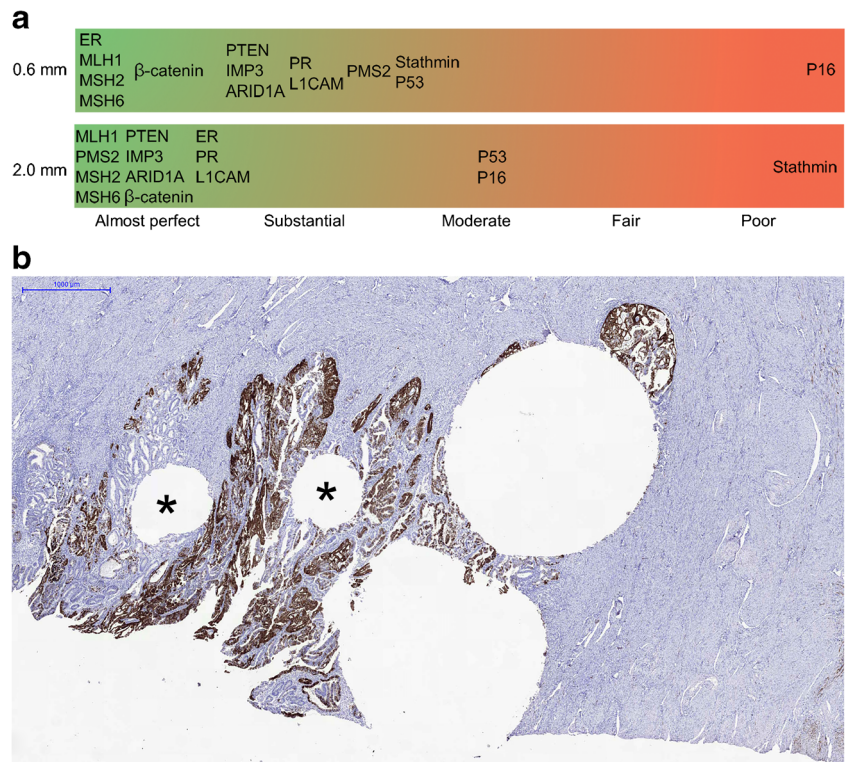 a
0.6 mm
ER
MLH1
MSH2
MSH6
β-catenin
PTEN
IMP3
ARID1A
PR
L1CAM
PMS2
Stathmin
P53
P16
2.0 mm
MLH1 PTEN ER
PMS2 IMP3 PR
MSH2 ARID1A L1CAM
MSH6 β-catenin
P53
P16
Stathmin
Almost perfect Substantial Moderate Fair Poor
b
1000 µm
* *